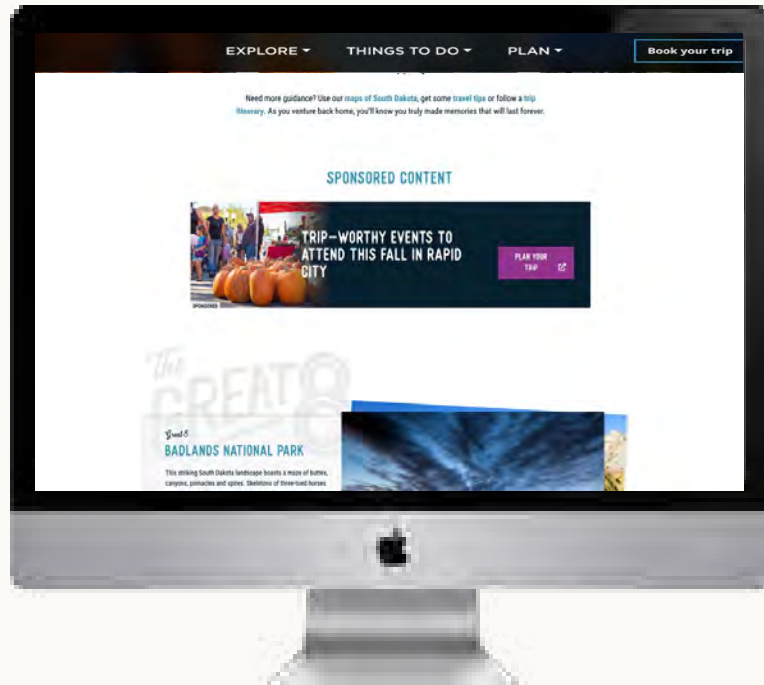 EXPLORE THINGS TO DO PLAN Book your trip
Need more guidance? Use our maps of South Dakota, get some travel tips or follow a trip
itinerary. As you venture back home, you'll know you truly made memories that will last forever.
SPONSORED CONTENT
TRIP–WORTHY EVENTS TO
ATTEND THIS FALL IN RAPID
CITY
PLAN YOUR
TRIP
SPONSORED
The
GREAT 8
Great 8
BADLANDS NATIONAL PARK
This striking South Dakota landscape boasts a maze of buttes,
canyons, pinnacles and spires. Skeletons of three-toed horses